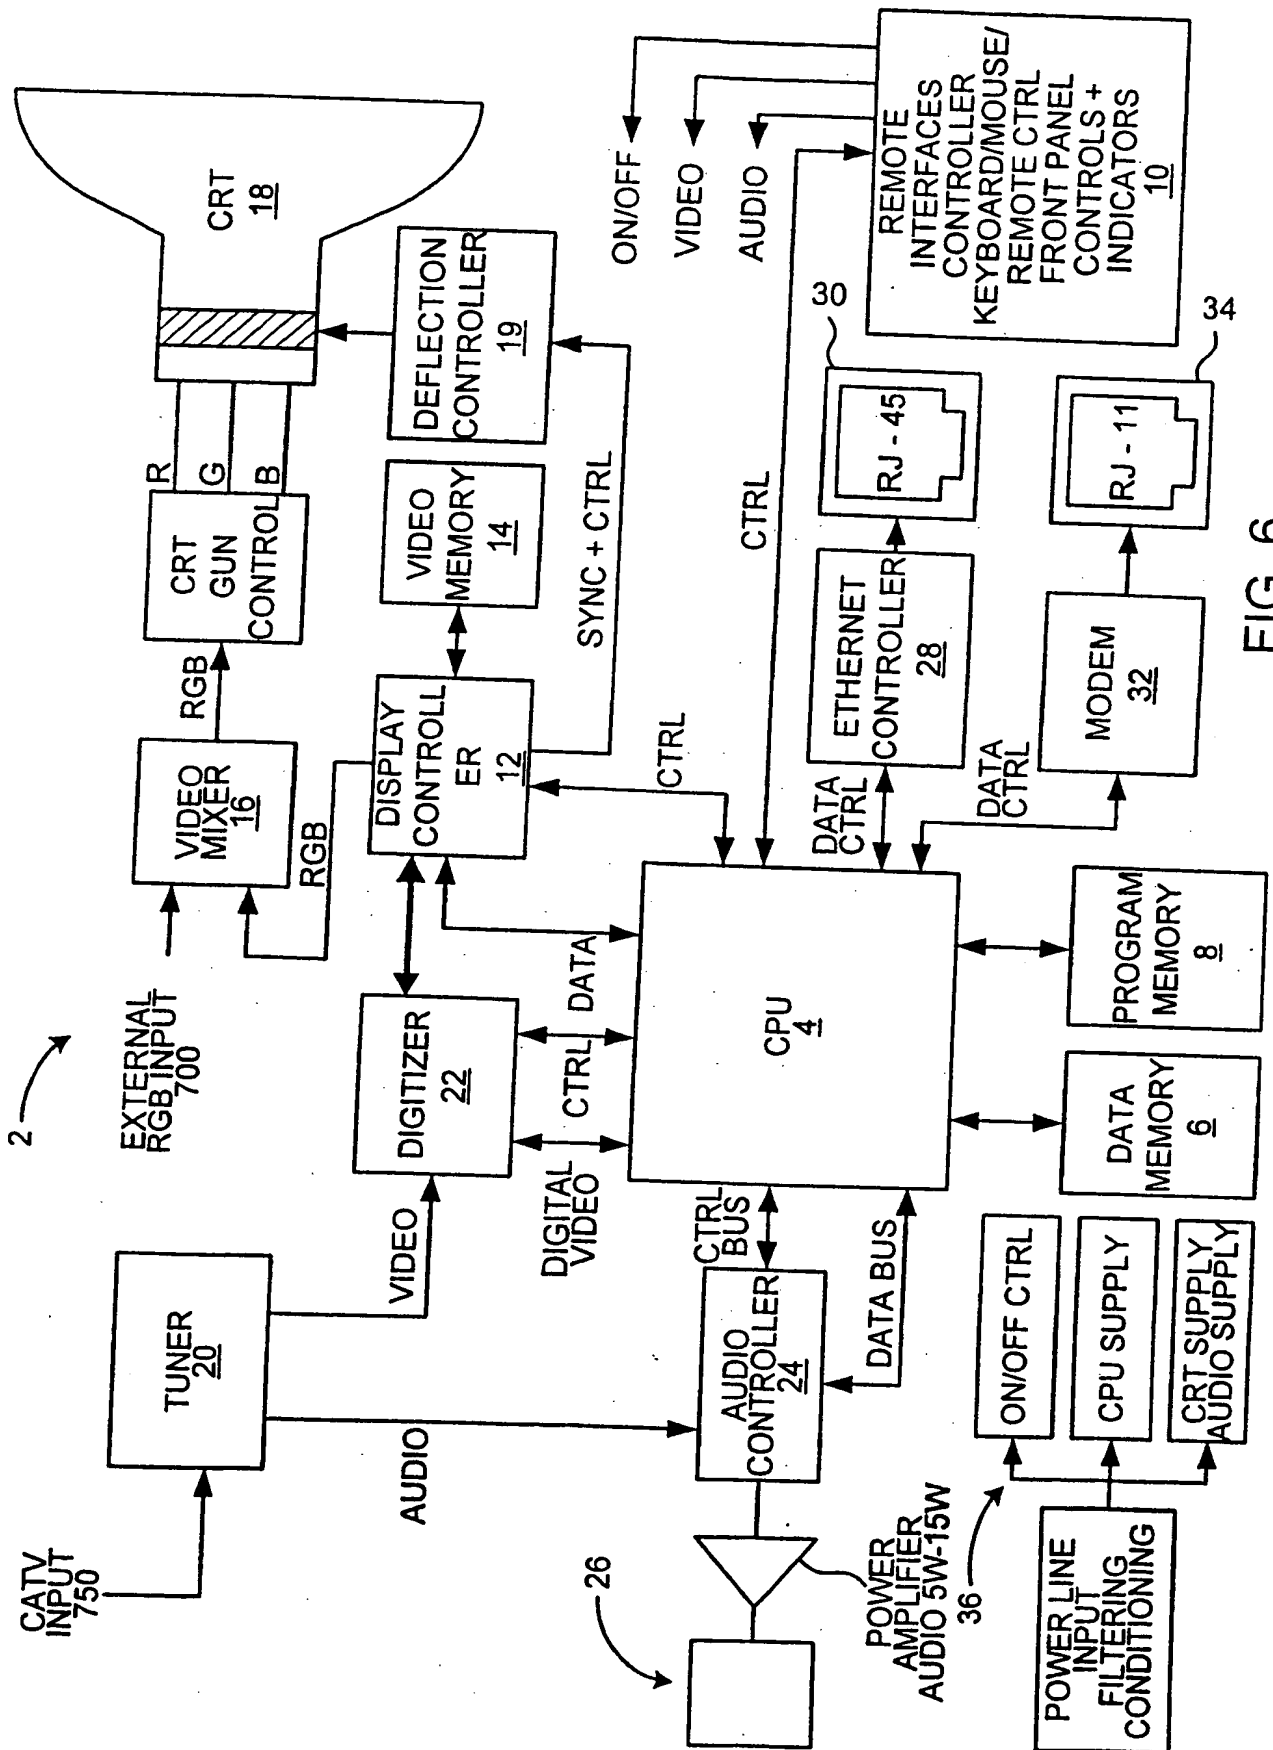 2
CATV
INPUT
750
TUNER
20
EXTERNAL
RGB INPUT
700
VIDEO
MIXER
16
RGB
CRT
GUN
CONTROL
R
G
B
CRT
18
RGB
VIDEO
AUDIO
DIGITIZER
22
DISPLAY
CONTROLL
ER
12
VIDEO
MEMORY
14
DEFLECTION
CONTROLLER
19
SYNC + CTRL
DIGITAL
VIDEO
CTRL
DATA
CTRL
CTRL
ON/OFF
VIDEO
AUDIO
26
AUDIO
CONTROLLER
24
CTRL
BUS
DATA BUS
CPU
4
DATA
CTRL
ETHERNET
CONTROLLER
28
30
RJ - 45
REMOTE
INTERFACES
CONTROLLER
KEYBOARD/MOUSE/
REMOTE CTRL
FRONT PANEL
CONTROLS +
INDICATORS
10
POWER
AMPLIFIER
AUDIO 5W-15W
36
DATA
CTRL
MODEM
32
34
RJ - 11
POWER LINE
INPUT
FILTERING
CONDITIONING
ON/OFF CTRL
CPU SUPPLY
CRT SUPPLY
AUDIO SUPPLY
DATA
MEMORY
6
PROGRAM
MEMORY
8
FIG. 6